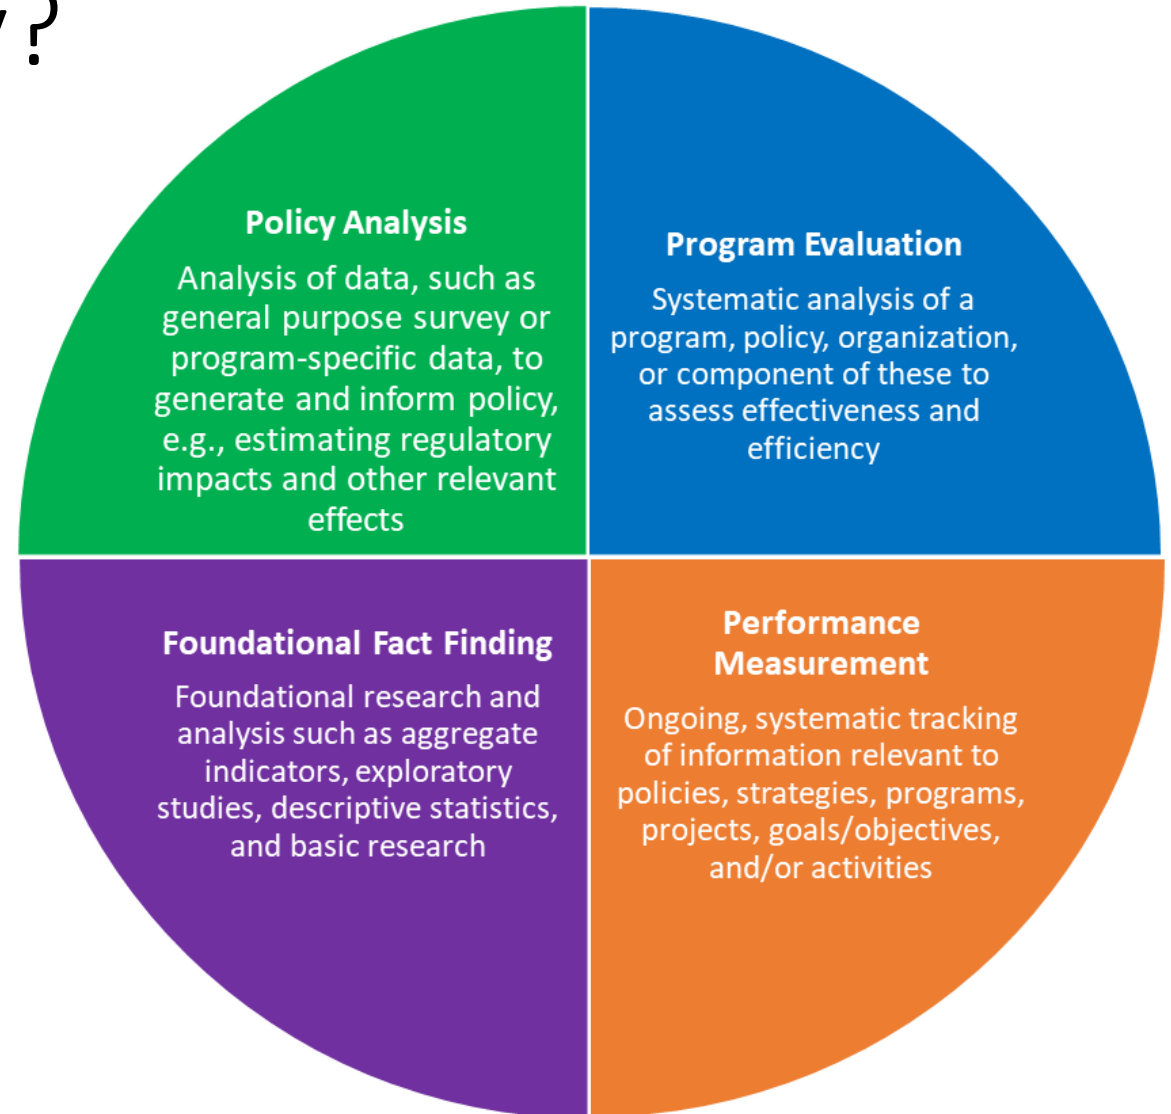 ?
Policy Analysis
Analysis of data, such as
general purpose survey or
program-specific data, to
generate and inform policy,
e.g., estimating regulatory
impacts and other relevant
effects
Program Evaluation
Systematic analysis of a
program, policy, organization,
or component of these to
assess effectiveness and
efficiency
Foundational Fact Finding
Foundational research and
analysis such as aggregate
indicators, exploratory
studies, descriptive statistics,
and basic research
Performance
Measurement
Ongoing, systematic tracking
of information relevant to
policies, strategies, programs,
projects, goals/objectives,
and/or activities